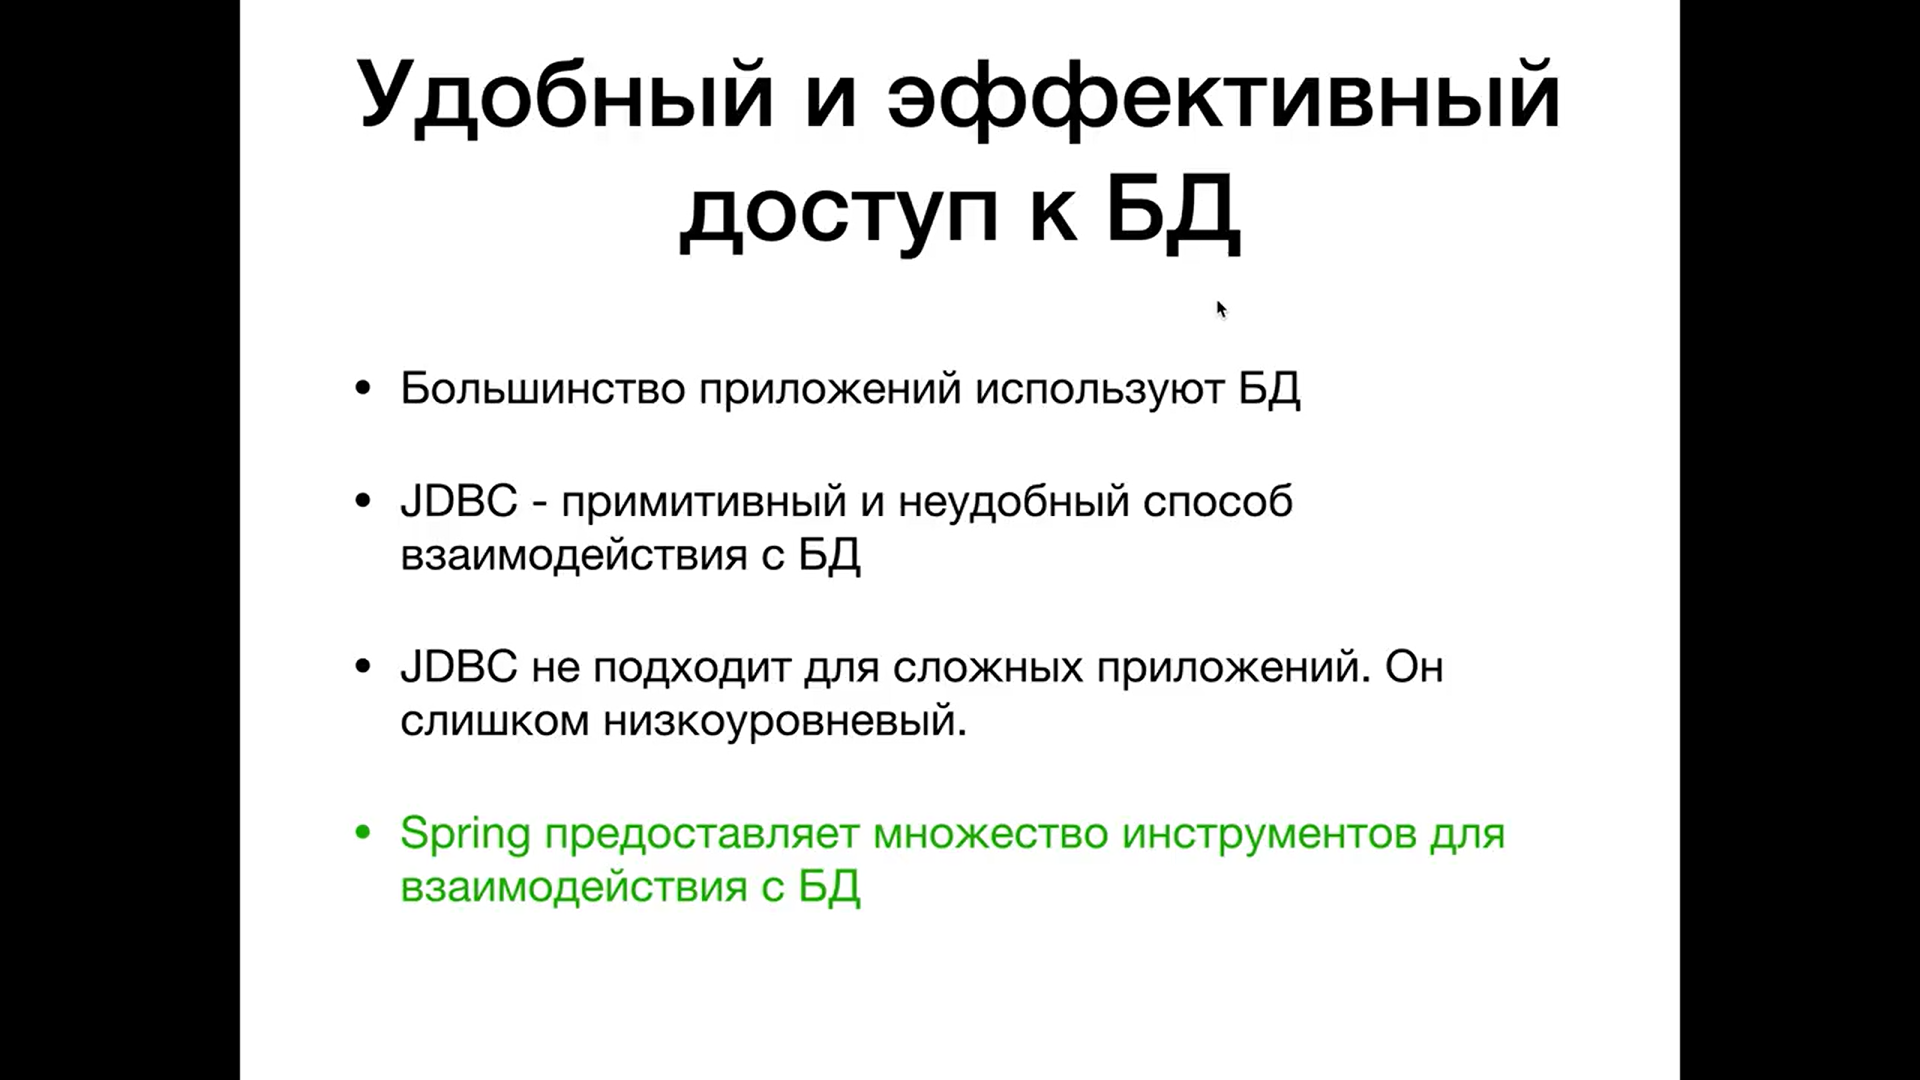 Удобный и эффективный
доступ к БД
• Большинство приложений используют БД
• JDBC - примитивный и неудобный способ
взаимодействия с БД
• JDBC не подходит для сложных приложений. Он
слишком низкоуровневый.
• Spring предоставляет множество инструментов для
взаимодействия с БД